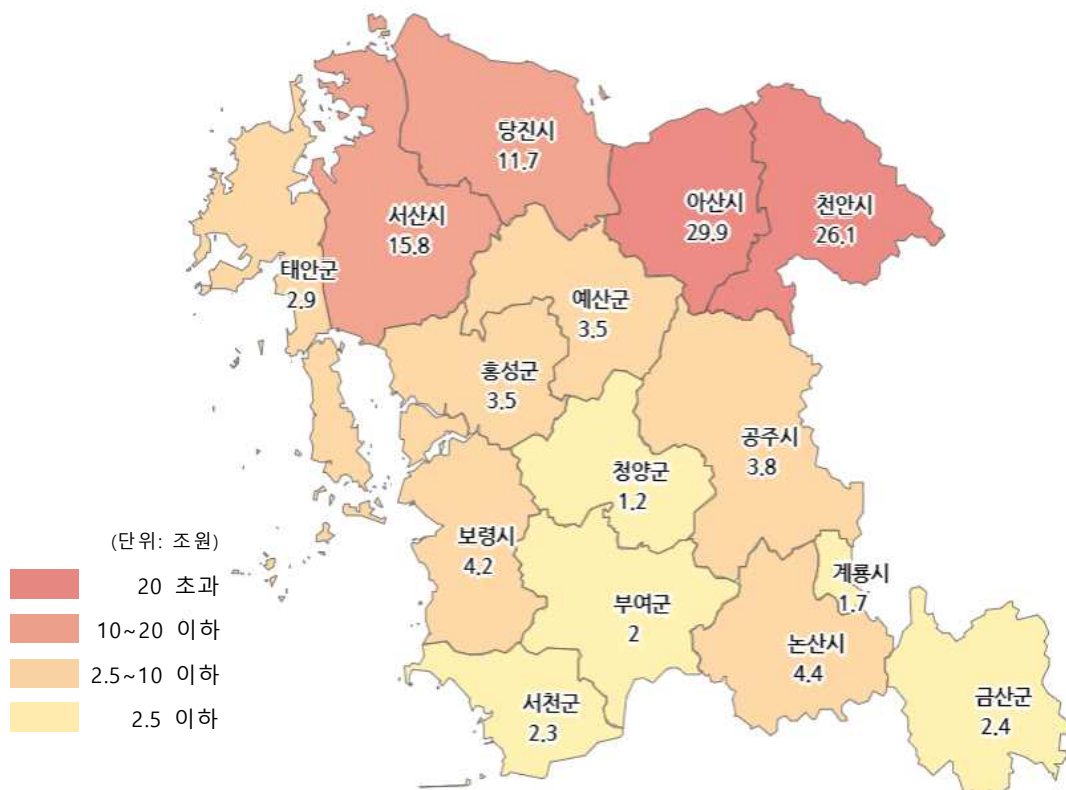 당진시
11.7
아산시
29.9
천안시
26.1
서산시
15.8
태안군
2.9
예산군
3.5
홍성군
3.5
공주시
3.8
청양군
1.2
보령시
4.2
계룡시
1.7
부여군
2
논산시
4.4
서천군
2.3
금산군
2.4
(단위: 조원)
20 초과
10~20 이하
2.5~10 이하
2.5 이하